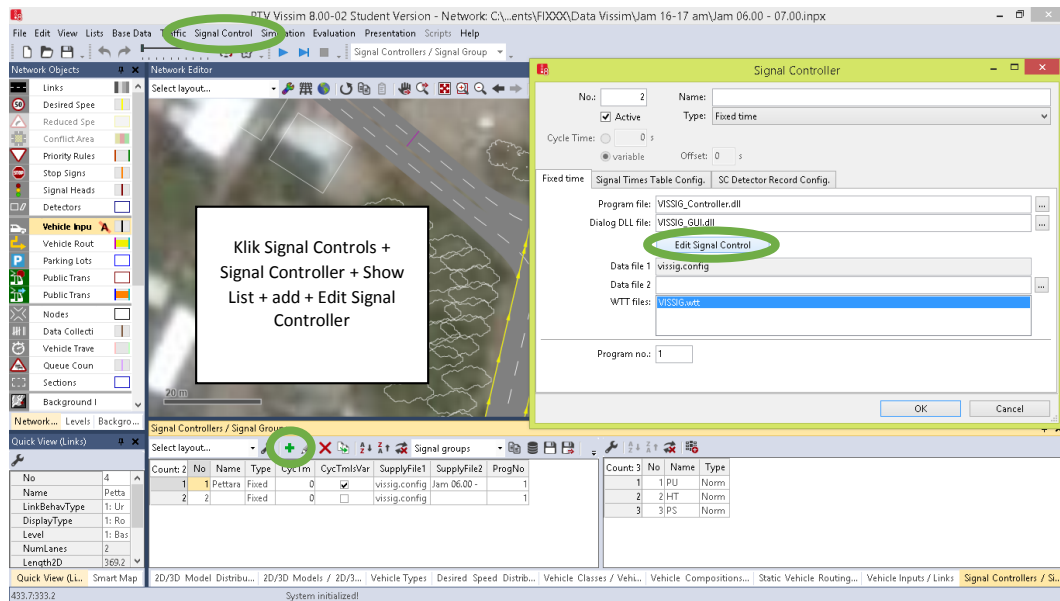 PTV Vissim 8.00-02 Student Version - Network: C:\...ents\FIXXX\Data Vissim\Jam 16-17 am\Jam 06.00 - 07.00.inpx
File Edit View Lists Base Data Traffic Signal Control Simulation Evaluation Presentation Scripts Help
Signal Controllers / Signal Group
Network Objects
Links
Desired Spee
Reduced Spe
Conflict Area
Priority Rules
Stop Signs
Signal Heads
Detectors
Vehicle Inpu
Vehicle Rout
Parking Lots
Public Trans
Public Trans
Nodes
Data Collecti
Vehicle Trave
Queue Coun
Sections
Background I
Netw... Levels Backgro...
Network Editor
Select layout...
Klik Signal Controls +
Signal Controller + Show
List + add + Edit Signal
Controller
20 m
Signal Controller
No.: 2 Name:
Active Type: Fixed time
Cycle Time: 0 s
variable Offset: 0 s
Fixed time Signal Times Table Config. SC Detector Record Config.
Program file: VISSIG_Controller.dll ...
Dialog DLL file: VISSIG_GUI.dll ...
Edit Signal Control
Data file 1 vissig.config
Data file 2 ...
WTT files: VISSIG.wtt
Program no.: 1
OK Cancel
Quick View (Links)
No 4
Name Petta
LinkBehavType 1: Ur
DisplayType 1: Ro
Level 1: Bas
NumLanes 2
Length2D 369.2
Quick View (Li... Smart Map
Signal Controllers / Signal Grou
Select layout... Signal groups
Count: 2 No Name Type CycTm CycTmIsVar SupplyFile1 SupplyFile2 ProgNo
1 1 Pettara Fixed 0 vissig.config Jam 06.00 - 1
2 2 Fixed 0 vissig.config 1
Count: 3 No Name Type
1 1 PU Norm
2 2 HT Norm
3 3 PS Norm
2D/3D Model Distribu... 2D/3D Models / 2D/3... Vehicle Types Desired Speed Distrib... Vehicle Classes / Vehi... Vehicle Compositions... Static Vehicle Routing... Vehicle Inputs / Links Signal Controllers / Si...
433.7:333.2 System initialized!